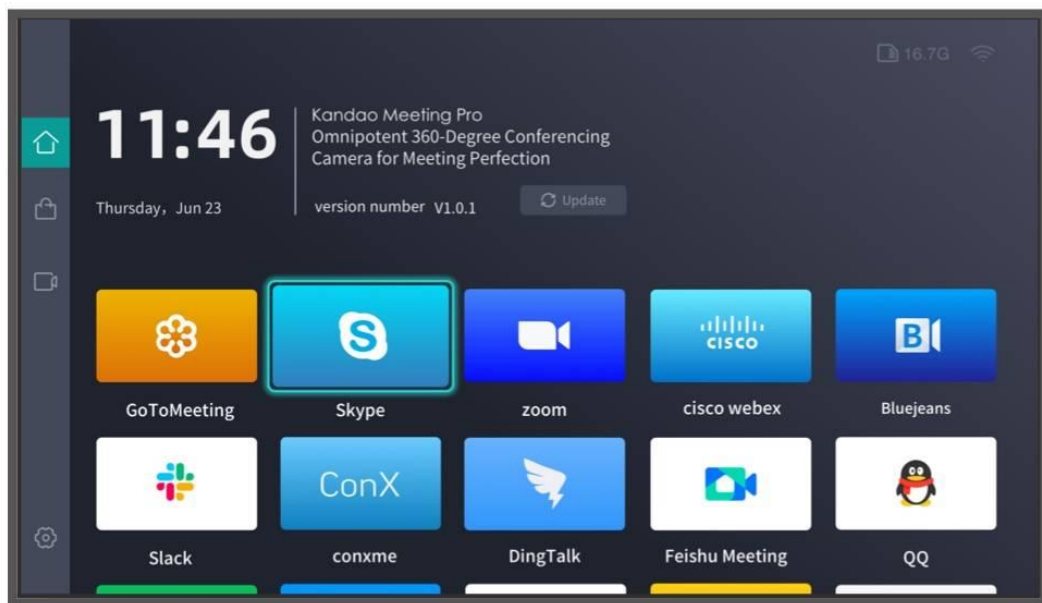 16.7G
11:46
Kandao Meeting Pro
Omnipotent 360-Degree Conferencing
Camera for Meeting Perfection
Thursday, Jun 23
version number V1.0.1
Update
S
CISCO
B
GoToMeeting
Skype
zoom
cisco webex
Bluejeans
ConX
Slack
conxme
DingTalk
Feishu Meeting
QQ